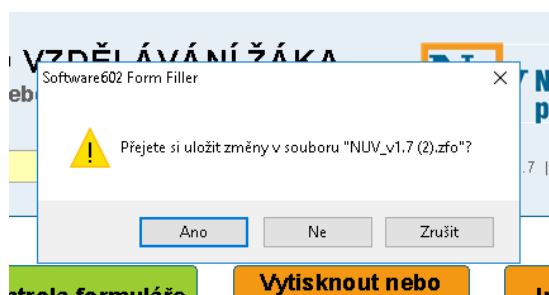 VZDĚLÁVÁNÍ ŽÁKA
Software602 Form Filler
Přejete si uložit změny v souboru "NUV_v1.7 (2).zfo"?
.7 |
Ano
Ne
Zrušit
Vytisknout nebo